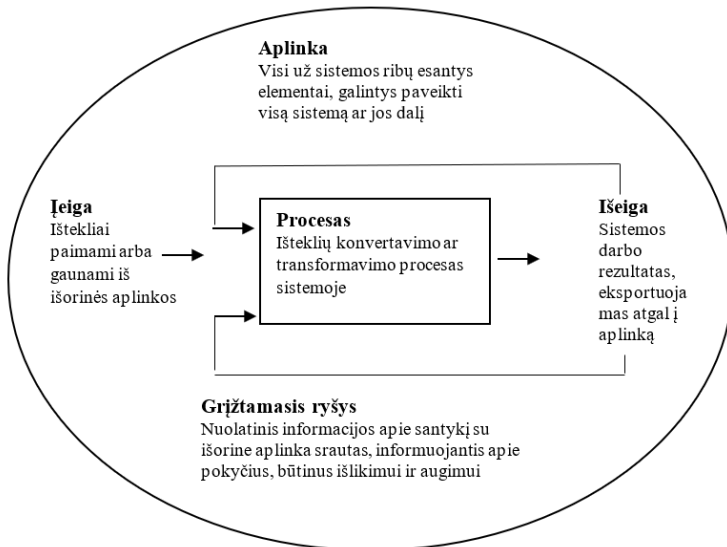 Aplinka
Visi už sistemos ribų esantys
elementai, galintys paveikti
visą sistemą ar jos dalį
Įeiga
Ištekliai
paimami arba
gaunami iš
išorinės aplinkos
Procesas
Išteklių konvertavimo ar
transformavimo procesas
sistemoje
Išeiga
Sistemos
darbo
rezultatas,
eksportuoja
mas atgal į
aplinką
Grįžtamasis ryšys
Nuolatinis informacijos apie santykį su
išorine aplinka srautas, informuojantis apie
pokyčius, būtinus išlikimui ir augimui